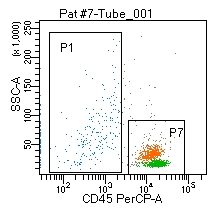 Pat #7-Tube_001
SSC-A
(x 1,000)
250
200
150
100
50
P1
P7
10²
10³
10⁴
10⁵
CD45 PerCP-A